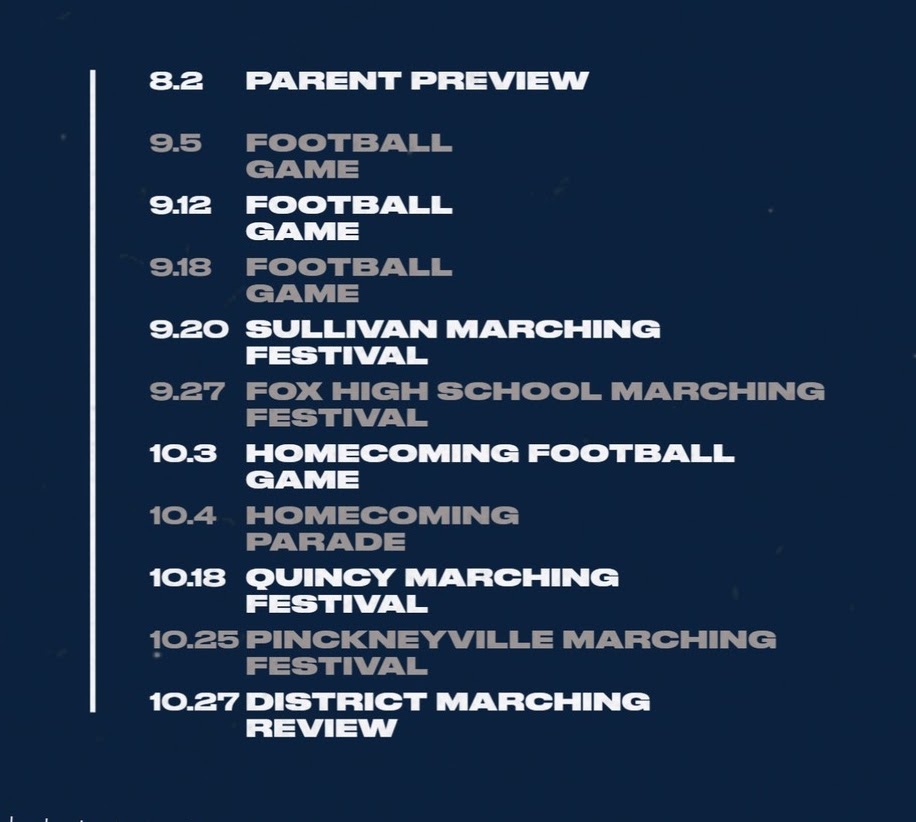 8.2 PARENT PREVIEW
9.5 FOOTBALL
GAME
9.12 FOOTBALL
GAME
9.18 FOOTBALL
GAME
9.20 SULLIVAN MARCHING
FESTIVAL
9.27 FOX HIGH SCHOOL MARCHING
FESTIVAL
10.3 HOMECOMING FOOTBALL
GAME
10.4 HOMECOMING
PARADE
10.18 QUINCY MARCHING
FESTIVAL
10.25 PINCKNEYVILLE MARCHING
FESTIVAL
10.27 DISTRICT MARCHING
REVIEW